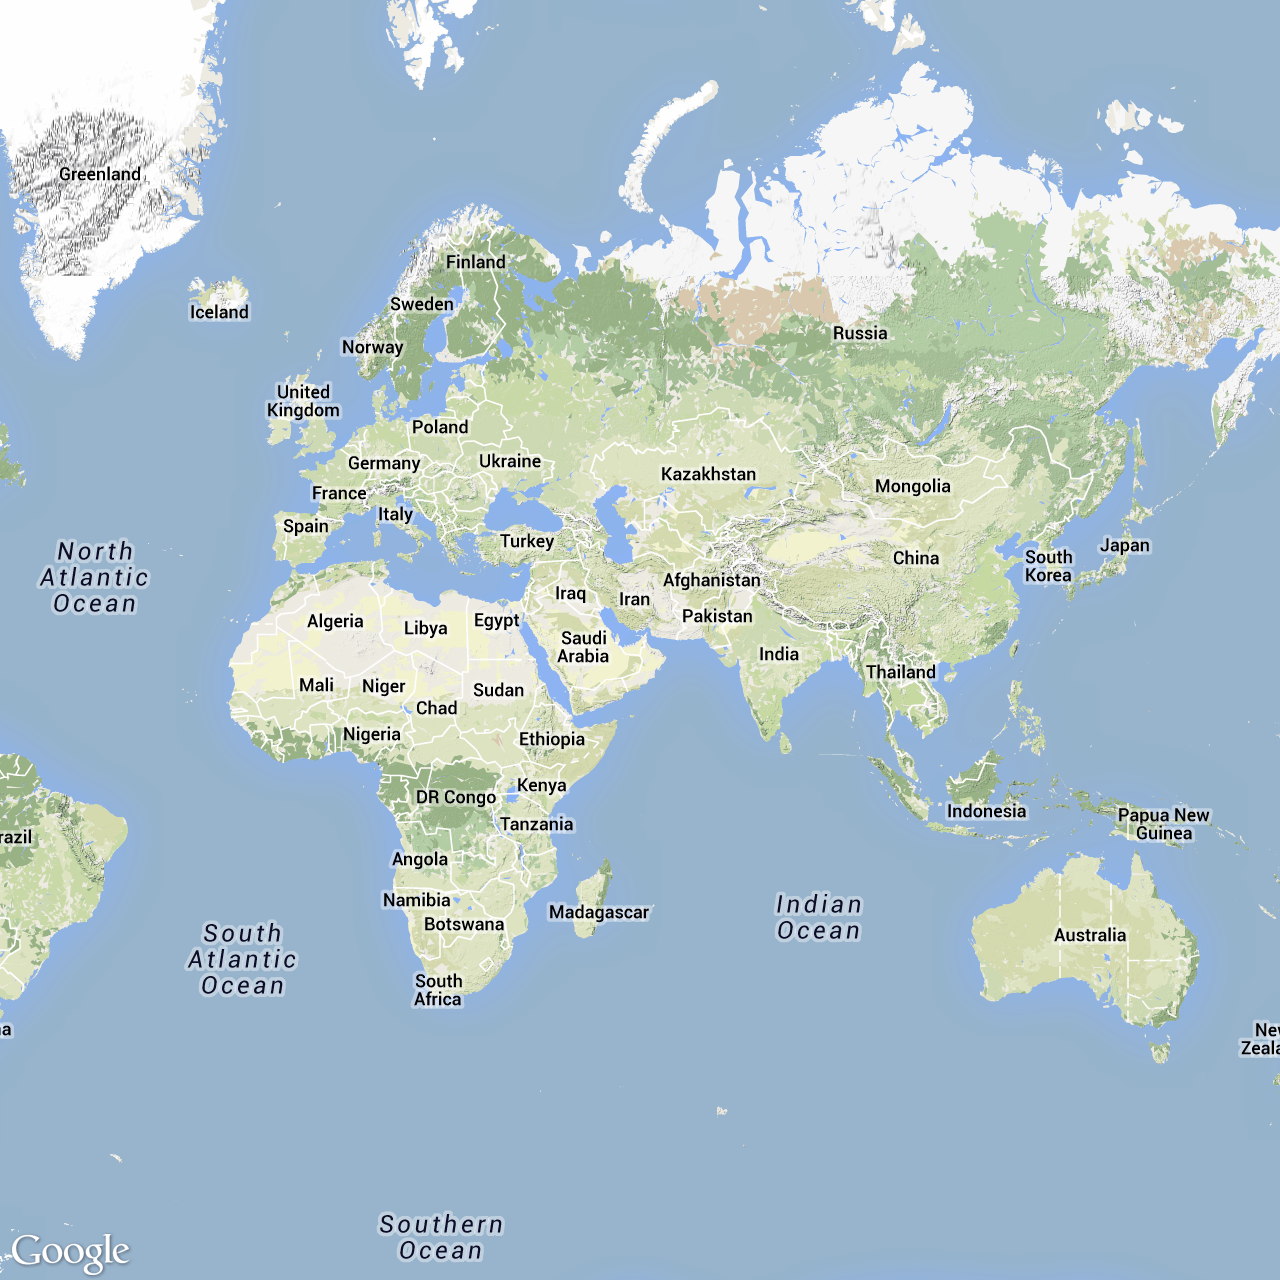 Greenland
Finland
Sweden
Iceland
Norway
Russia
United
Kingdom
Poland
Germany
Ukraine
Kazakhstan
Mongolia
France
Italy
Spain
Turkey
China
Japan
South
Korea
North
Atlantic
Ocean
Afghanistan
Iraq
Iran
Pakistan
Algeria
Libya
Egypt
Saudi
Arabia
India
Thailand
Mali
Niger
Sudan
Chad
Nigeria
Ethiopia
Kenya
DR Congo
Tanzania
Indonesia
Papua New
Guinea
razil
Angola
Namibia
Botswana
Madagascar
Indian
Ocean
Australia
South
Atlantic
Ocean
South
Africa
na
New
Zeala
Southern
Ocean
Google